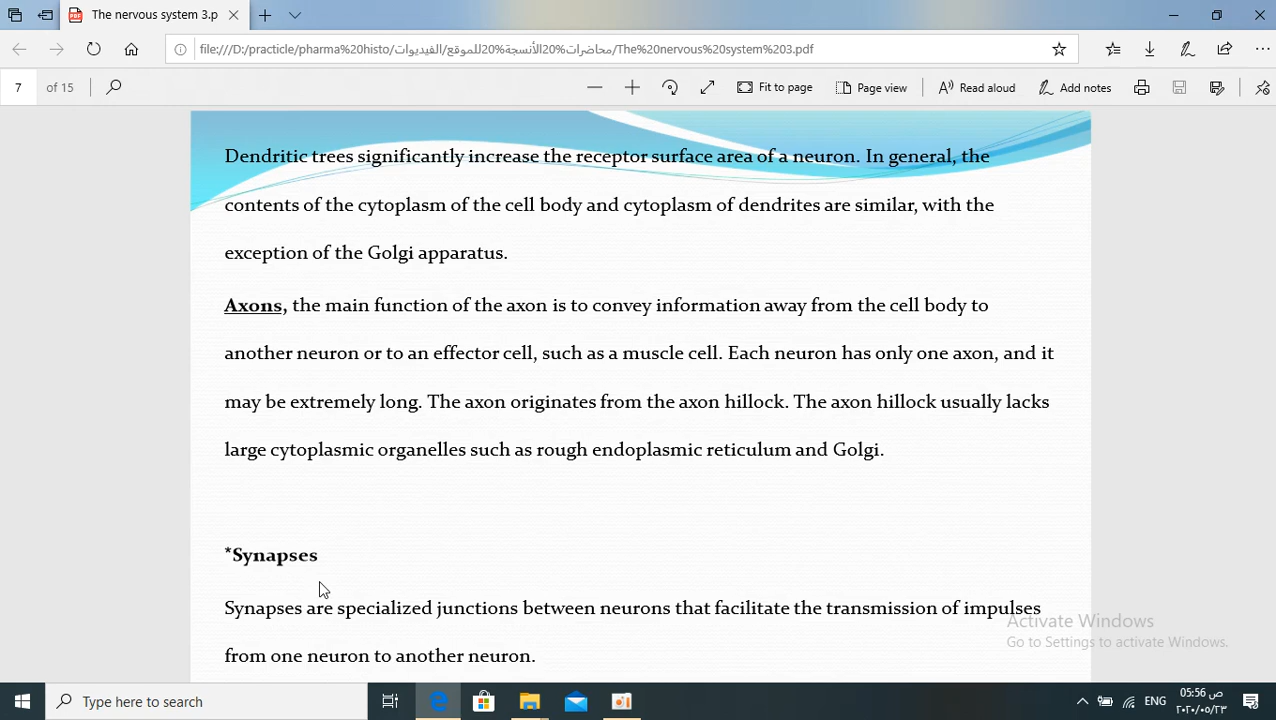 The nervous system 3.p
file:///D:/practicle/pharma%20histo/الفيديوات/للموقع%20الأنسجة%20محاضرات/The%20nervous%20system%203.pdf
7 of 15 Fit to page Page view Read aloud Add notes
Dendritic trees significantly increase the receptor surface area of a neuron. In general, the
contents of the cytoplasm of the cell body and cytoplasm of dendrites are similar, with the
exception of the Golgi apparatus.
Axons, the main function of the axon is to convey information away from the cell body to
another neuron or to an effector cell, such as a muscle cell. Each neuron has only one axon, and it
may be extremely long. The axon originates from the axon hillock. The axon hillock usually lacks
large cytoplasmic organelles such as rough endoplasmic reticulum and Golgi.
*Synapses
Synapses are specialized junctions between neurons that facilitate the transmission of impulses
from one neuron to another neuron.
Activate Windows
Go to Settings to activate Windows.
Type here to search
ENG
05:56 ص
٢٠٢٠/٠٥/٢٣